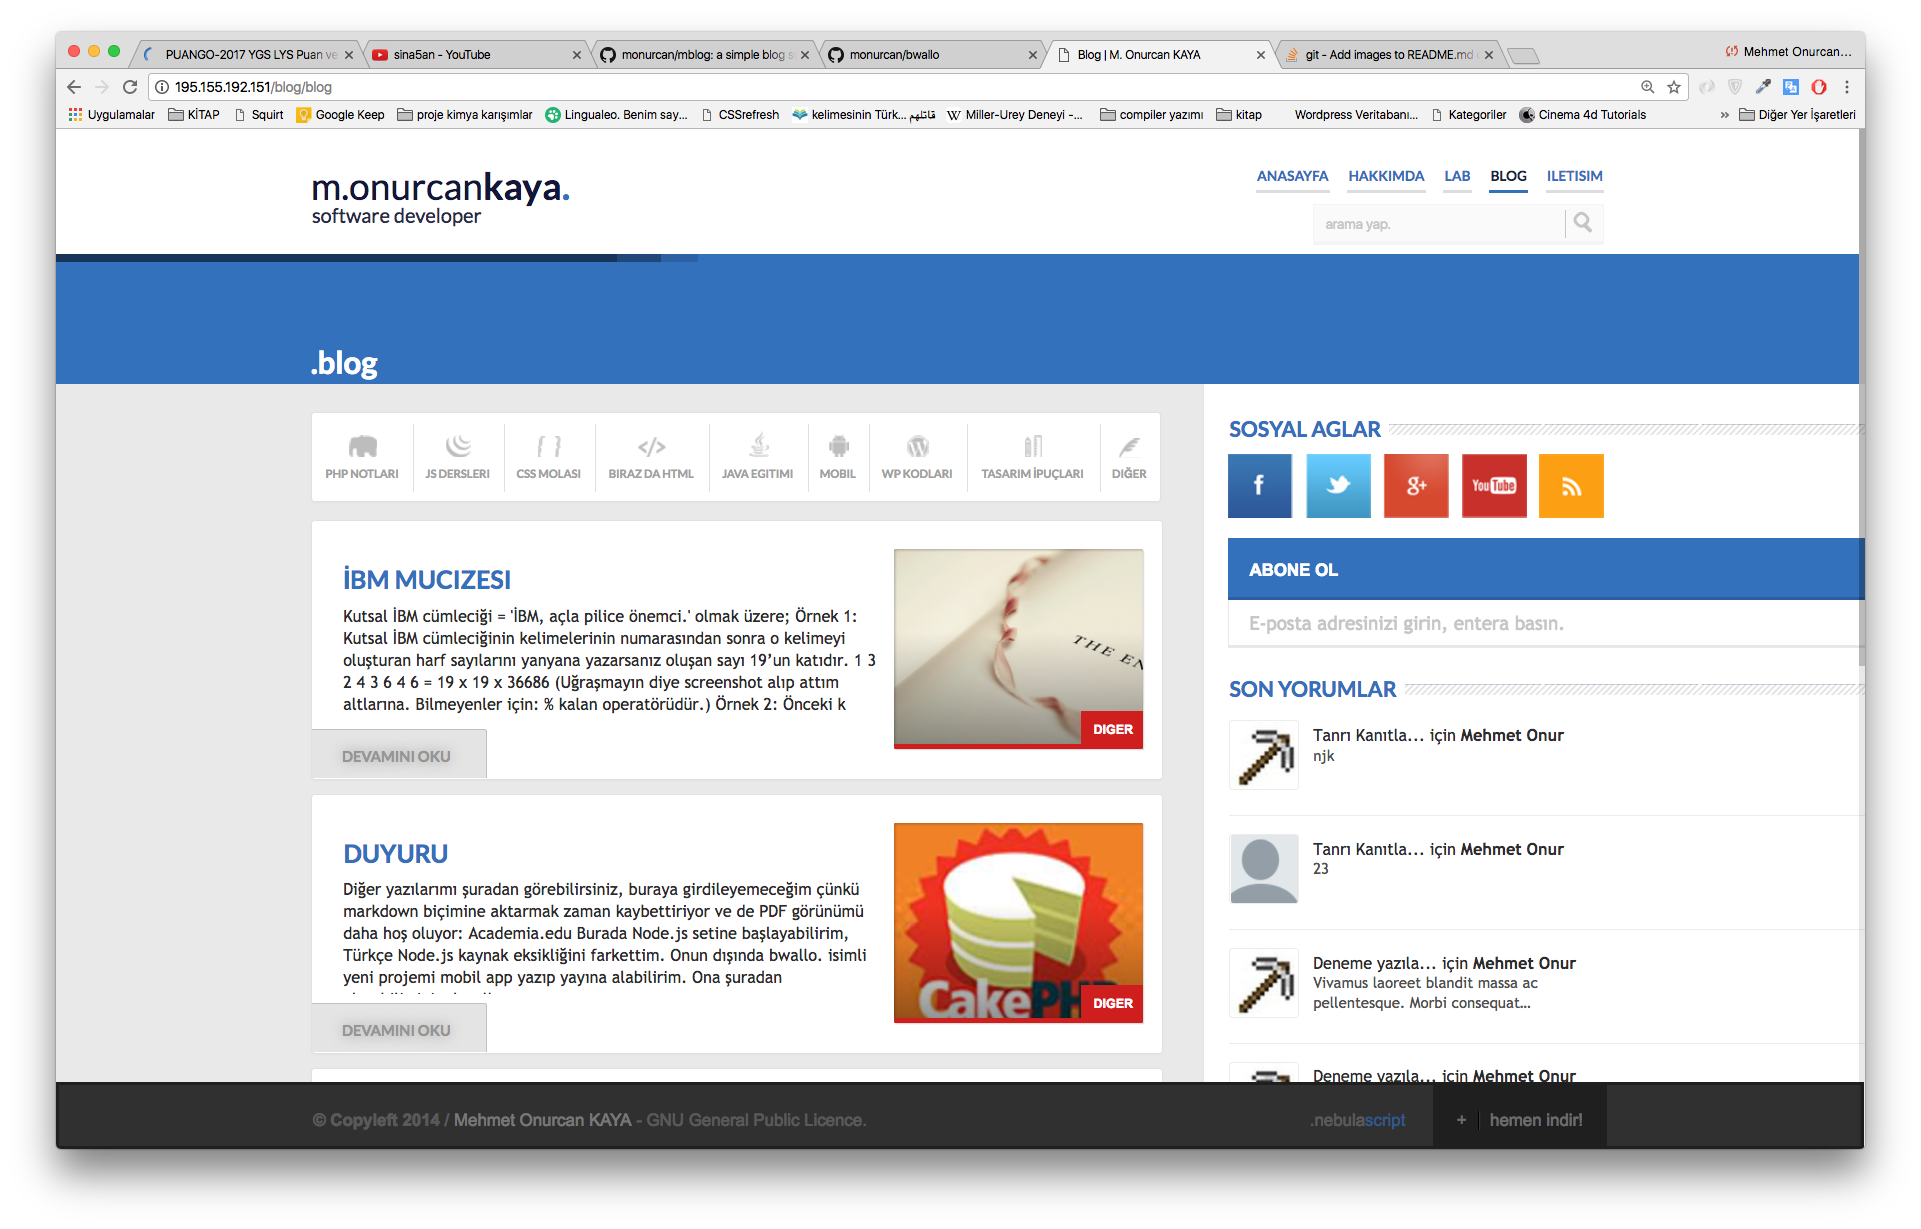 PUANGO-2017 YGS LYS Puan ve
sina5an - YouTube
monurcan/mblog: a simple blog s
monurcan/bwallo
Blog | M. Onurcan KAYA
git - Add images to README.md
Mehmet Onurcan...
195.155.192.151/blog/blog
Uygulamalar
KİTAP
Squirt
Google Keep
proje kimya karışımlar
Lingualeo. Benim say...
CSSrefresh
kelimesinin Türk...
Miller-Urey Deneyi -...
compiler yazımı
kitap
Wordpress Veritabanı...
Kategoriler
Cinema 4d Tutorials
»
Diğer Yer İşaretleri
m.onurcankaya.
software developer
ANASAYFA
HAKKIMDA
LAB
BLOG
ILETISIM
arama yap.
.blog
PHP NOTLARI
JS DERSLERI
CSS MOLASI
BIRAZ DA HTML
JAVA EGITIMI
MOBIL
WP KODLARI
TASARIM İPUÇLARI
DIĞER
İBM MUCIZESI
Kutsal İBM cümleciği = 'İBM, açla pilice önemci.' olmak üzere; Örnek 1:
Kutsal İBM cümleciğinin kelimelerinin numarasından sonra o kelimeyi
oluşturan harf sayılarını yanyana yazarsanız oluşan sayı 19’un katıdır. 1 3
2 4 3 6 4 6 = 19 x 19 x 36686 (Uğraşmayın diye screenshot alıp attım
altlarına. Bilmeyenler için: % kalan operatörüdür.) Örnek 2: Önceki k
THE EN
DIGER
DEVAMINI OKU
DUYURU
Diğer yazılarımı şuradan görebilirsiniz, buraya girdileyemeceğim çünkü
markdown biçimine aktarmak zaman kaybettiriyor ve de PDF görünümü
daha hoş oluyor: Academia.edu Burada Node.js setine başlayabilirim,
Türkçe Node.js kaynak eksikliğini farkettim. Onun dışında bwallo. isimli
yeni projemi mobil app yazıp yayına alabilirim. Ona şuradan
CakePHP
DIGER
DEVAMINI OKU
SOSYAL AGLAR
f
g+
You Tube
ABONE OL
E-posta adresinizi girin, entera basın.
SON YORUMLAR
Tanrı Kanıtla... için Mehmet Onur
njk
Tanrı Kanıtla... için Mehmet Onur
23
Deneme yazıla... için Mehmet Onur
Vivamus laoreet blandit massa ac
pellentesque. Morbi consequat...
Deneme yazıla... için Mehmet Onur
© Copyleft 2014 / Mehmet Onurcan KAYA - GNU General Public Licence.
.nebulascript
+ hemen indir!